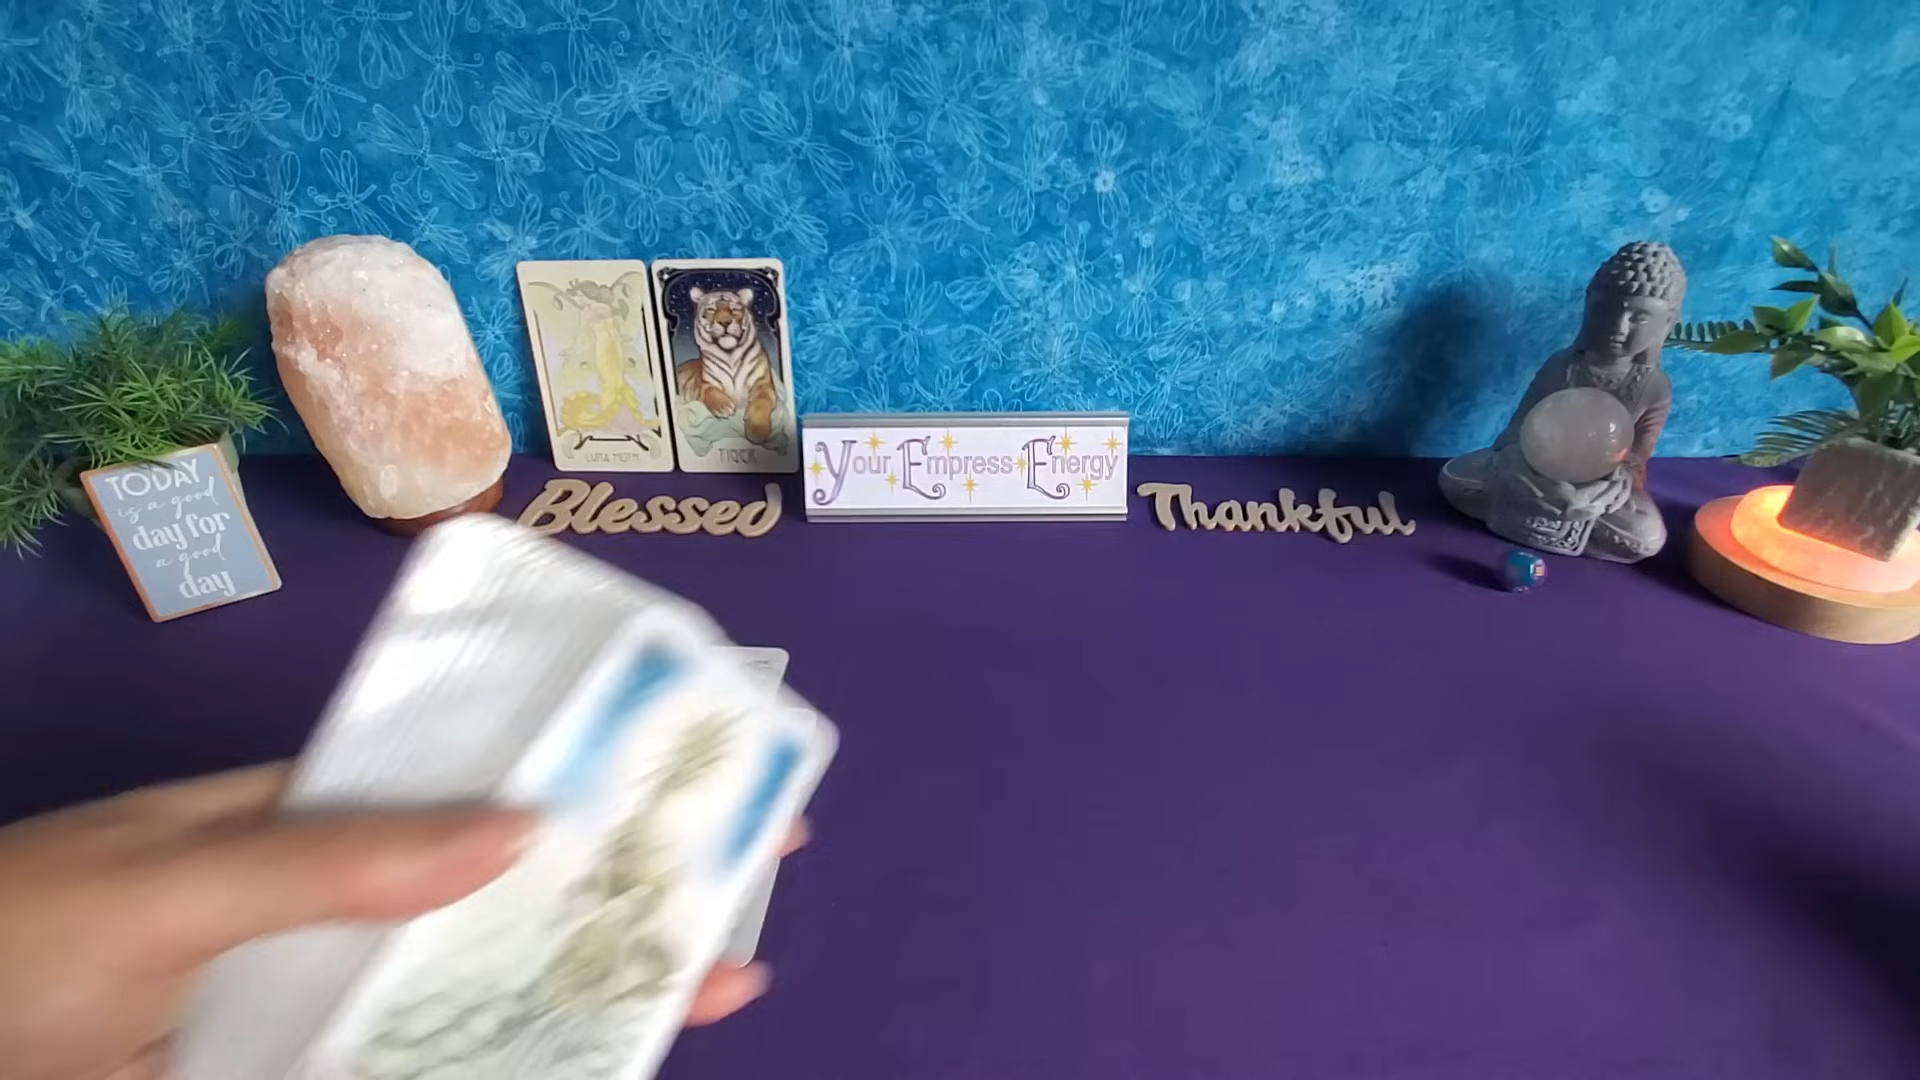 TODAY
is a good
day for
a good
day
LUNA MOTH
TIGER
Blessed
Your Empress Energy
Thankful